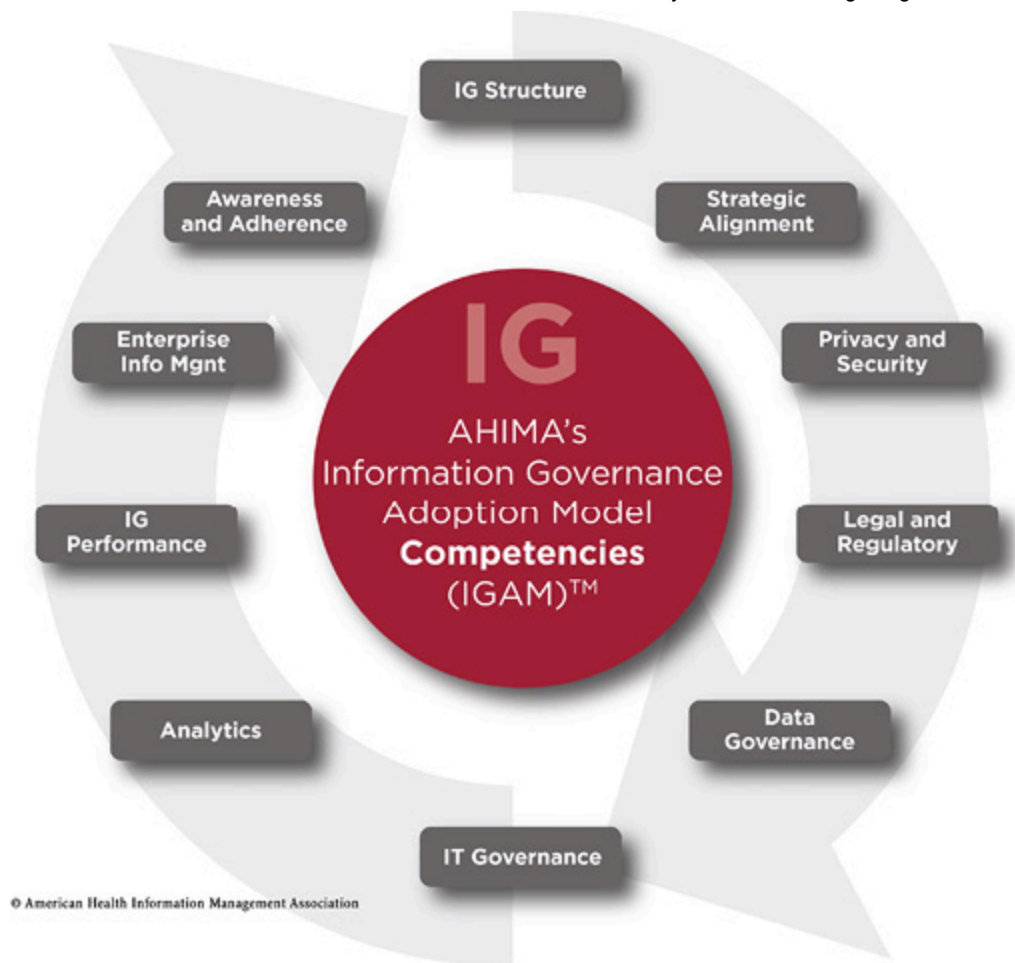 IG Structure
Strategic
Alignment
Privacy and
Security
Legal and
Regulatory
Data
Governance
IT Governance
Analytics
IG
Performance
Enterprise
Info Mgnt
Awareness
and Adherence
IG
AHIMA's
Information Governance
Adoption Model
Competencies
(IGAM)™
© American Health Information Management Association